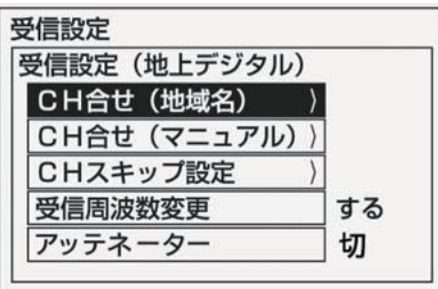 受信設定
受信設定（地上デジタル）
ＣＨ合せ（地域名） 〉
ＣＨ合せ（マニュアル）〉
ＣＨスキップ設定 〉
受信周波数変更 する
アッテネーター 切